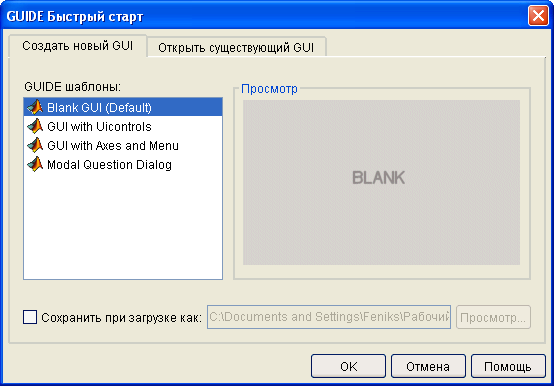 GUIDE Быстрый старт
Создать новый GUI
Открыть существующий GUI
GUIDE шаблоны:
Blank GUI (Default)
GUI with Uicontrols
GUI with Axes and Menu
Modal Question Dialog
Просмотр
BLANK
Сохранить при загрузке как:
C:\Documents and Settings\Feniks\Рабочий
Просмотр...
OK
Отмена
Помощь